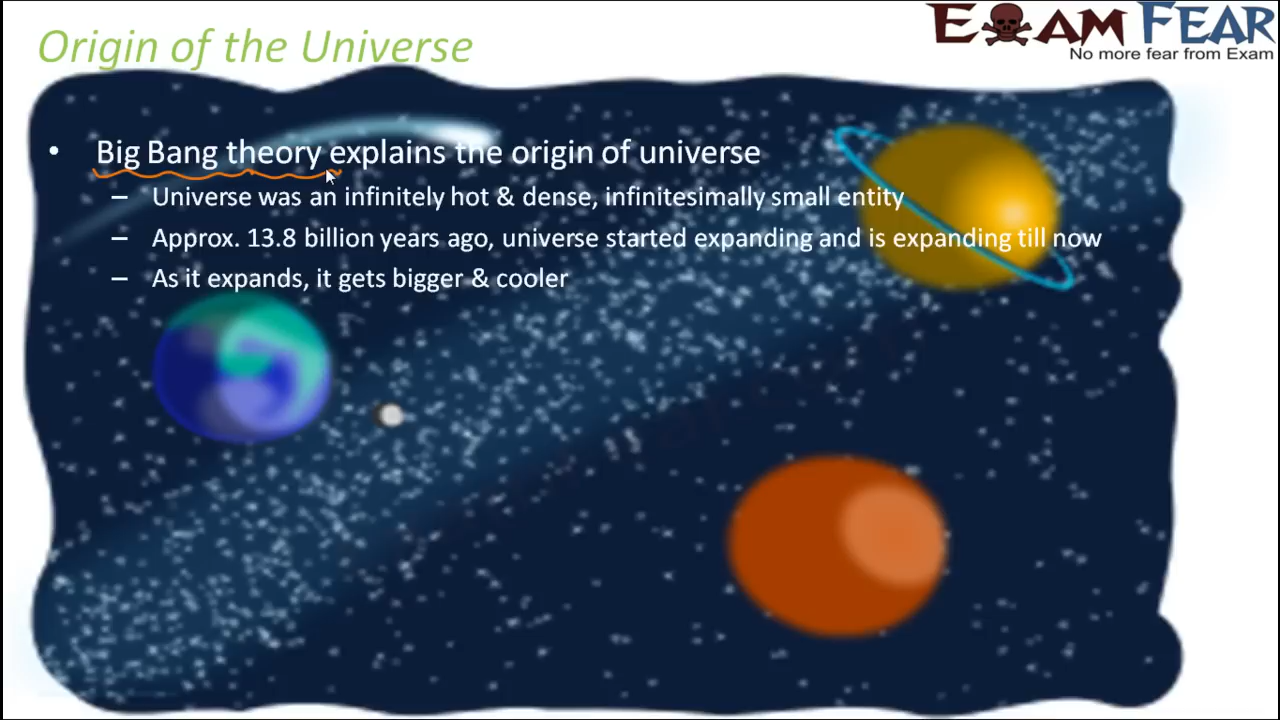 Origin of the Universe
EXAM FEAR
No more fear from Exam
• Big Bang theory explains the origin of universe
– Universe was an infinitely hot & dense, infinitesimally small entity
– Approx. 13.8 billion years ago, universe started expanding and is expanding till now
– As it expands, it gets bigger & cooler